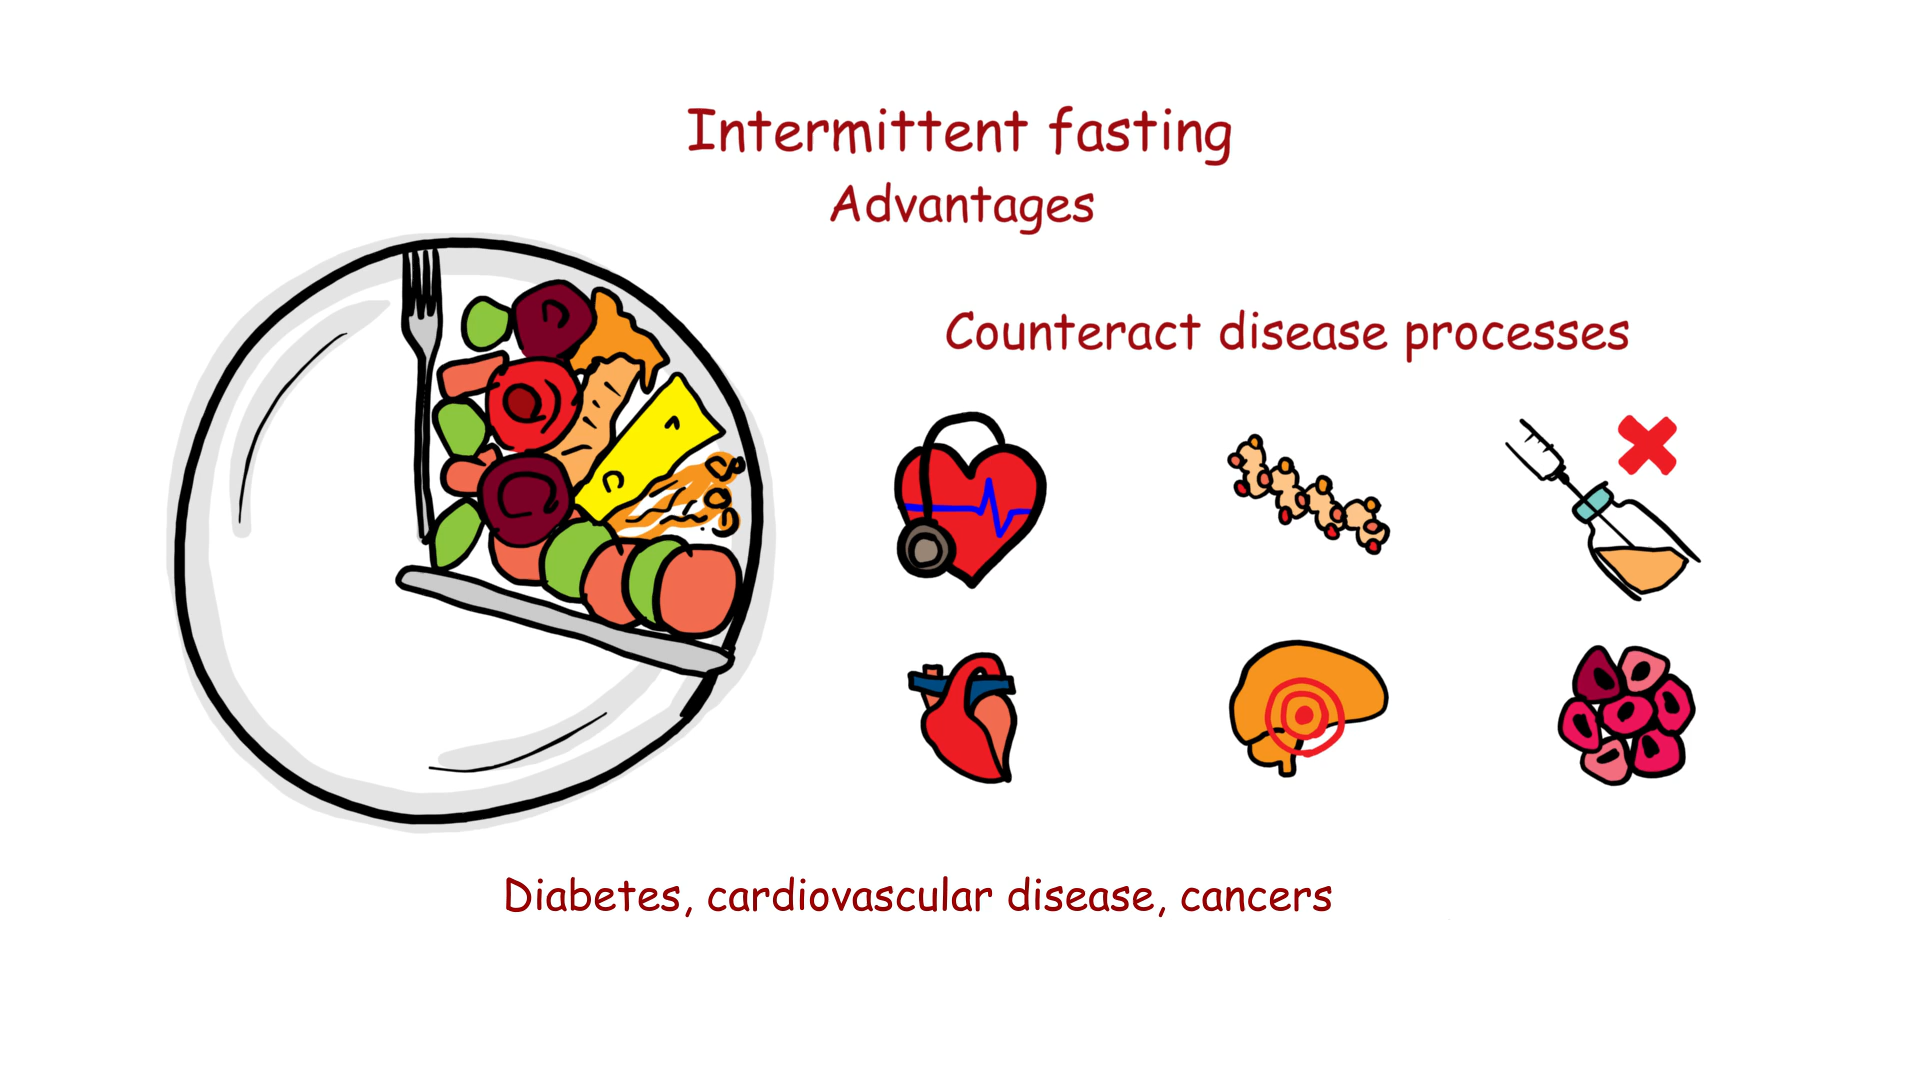 Intermittent fasting
Advantages
Counteract disease processes
Diabetes, cardiovascular disease, cancers